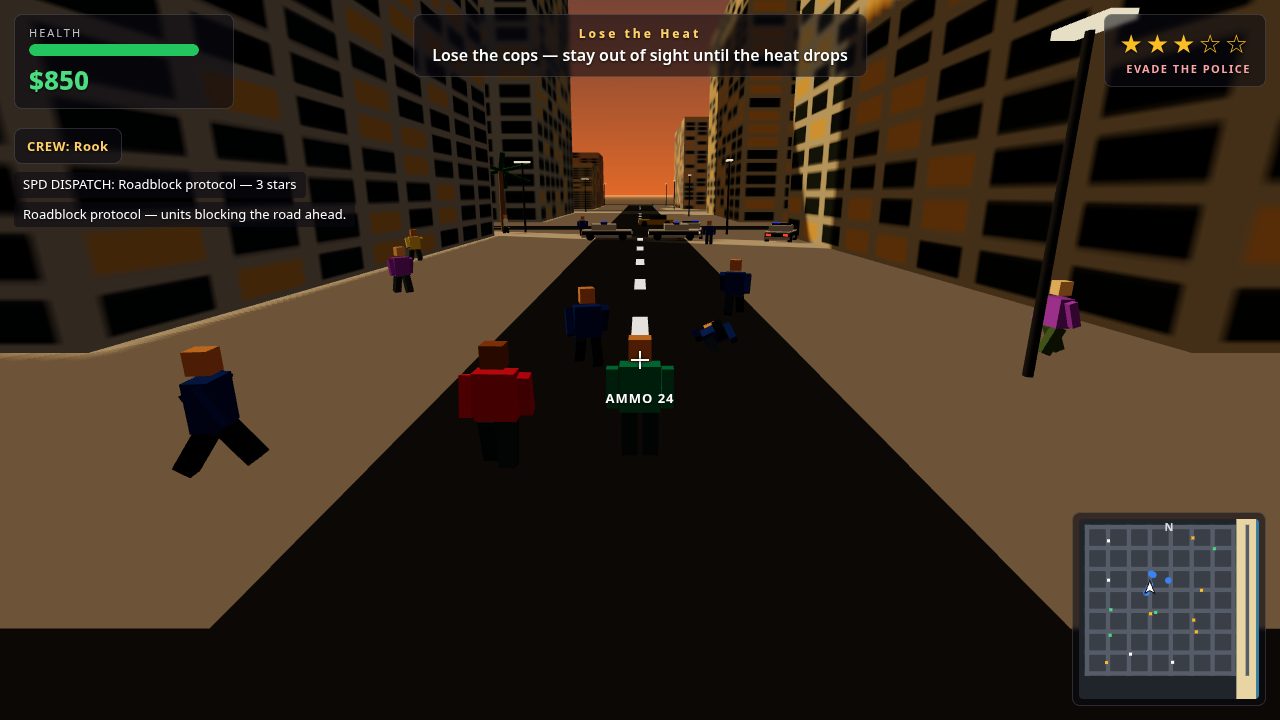 HEALTH
$850
Lose the Heat
Lose the cops — stay out of sight until the heat drops
★★★☆☆
EVADE THE POLICE
CREW: Rook
SPD DISPATCH: Roadblock protocol — 3 stars
Roadblock protocol — units blocking the road ahead.
AMMO 24
N